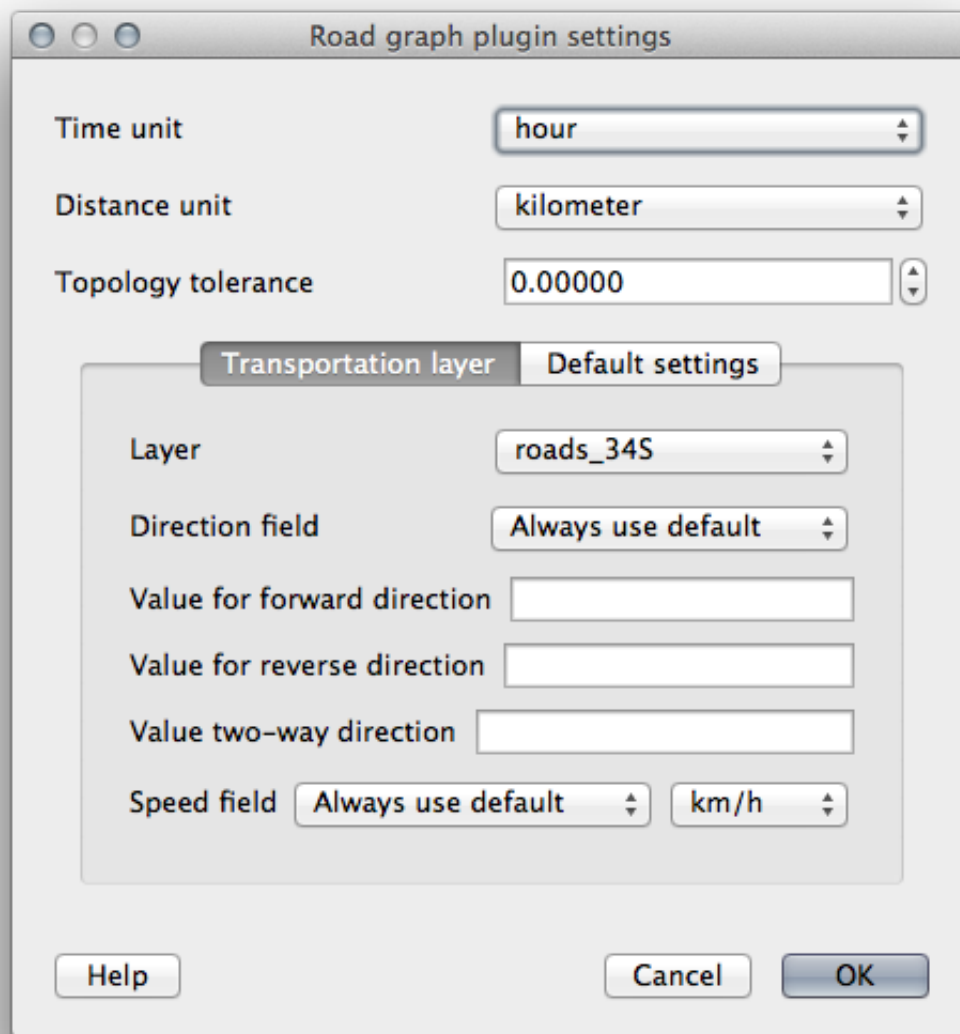 Road graph plugin settings
Time unit hour
Distance unit kilometer
Topology tolerance 0.00000
Transportation layer Default settings
Layer roads_34S
Direction field Always use default
Value for forward direction
Value for reverse direction
Value two-way direction
Speed field Always use default km/h
Help Cancel OK